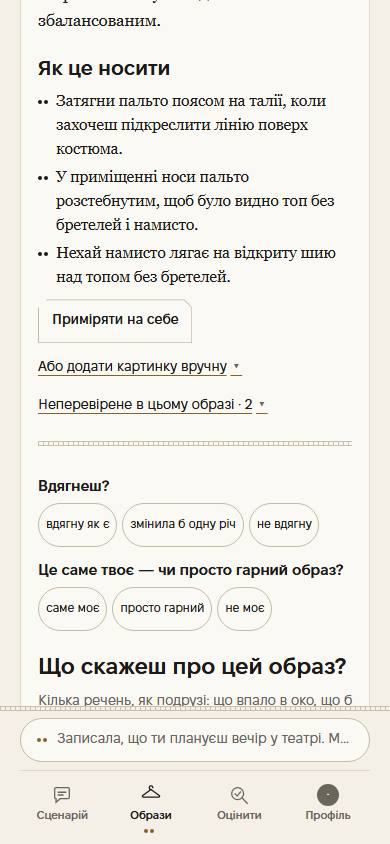 збалансованим.
Як це носити
•• Затягни пальто поясом на талії, коли
захочеш підкреслити лінію поверх
костюма.
•• У приміщенні носи пальто
розстебнутим, щоб було видно топ без
бретелей і намисто.
•• Нехай намисто лягає на відкриту шию
над топом без бретелей.
Приміряти на себе
Або додати картинку вручну ▾
Неперевірене в цьому образі · 2 ▾
Вдягнеш?
вдягну як є змінила б одну річ не вдягну
Це саме твоє — чи просто гарний образ?
саме моє просто гарний не моє
Що скажеш про цей образ?
Кілька речень, як подрузі: що впало в око, що б
•• Записала, що ти плануєш вечір у театрі. М...
Сценарій Образи Оцінити Профіль